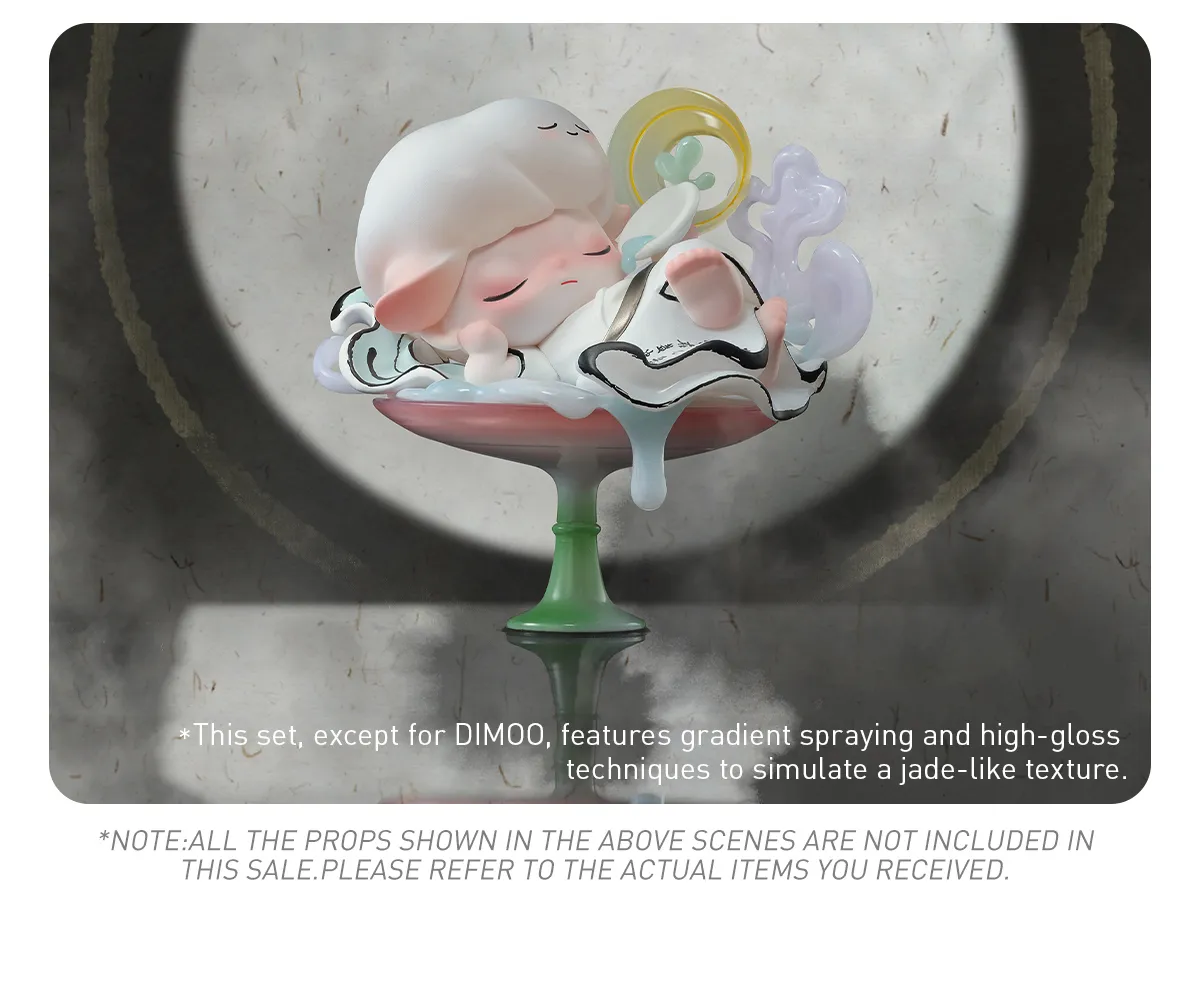 *This set, except for DIMOO, features gradient spraying and high-gloss
techniques to simulate a jade-like texture.
*NOTE:ALL THE PROPS SHOWN IN THE ABOVE SCENES ARE NOT INCLUDED IN
THIS SALE.PLEASE REFER TO THE ACTUAL ITEMS YOU RECEIVED.